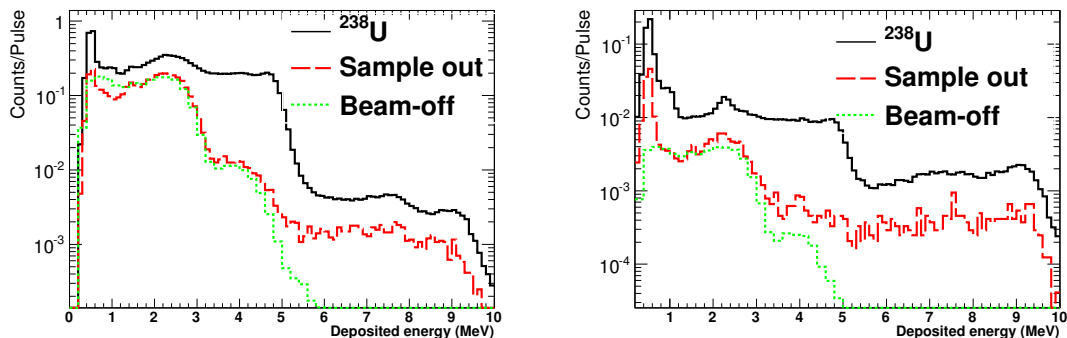 Counts/Pulse
1
10-1
10-2
10-3
238U
Sample out
Beam-off
0 1 2 3 4 5 6 7 8 9 10
Deposited energy (MeV)
Counts/Pulse
10-1
10-2
10-3
10-4
238U
Sample out
Beam-off
1 2 3 4 5 6 7 8 9 10
Deposited energy (MeV)